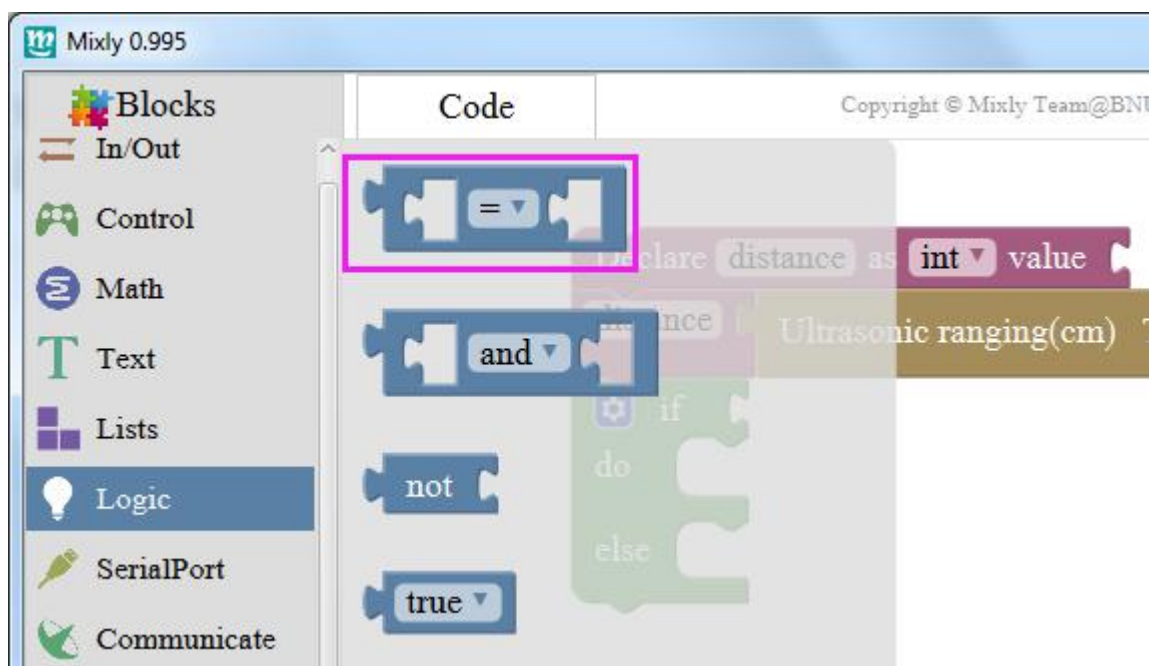 Mixly 0.995
Blocks
Code
Copyright © Mixly Team@BNU
In/Out
Control
Math
Text
Lists
Logic
SerialPort
Communicate
=
and
not
true
Declare distance as int value
distance Ultrasonic ranging(cm)
if
do
else